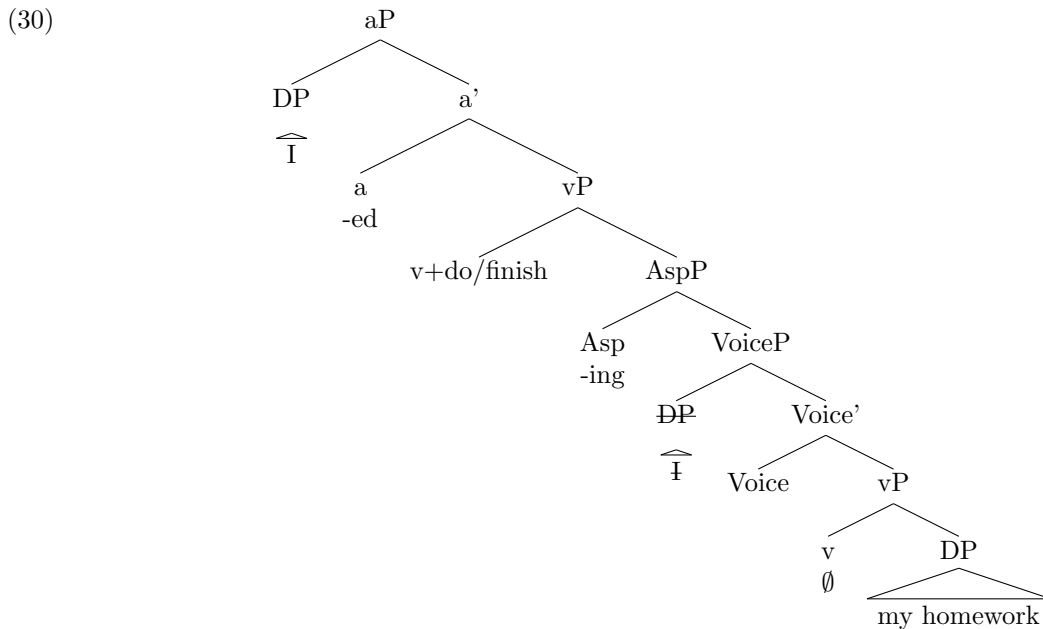 (30)
aP
DP a'
I
a vP
-ed
v+do/finish AspP
Asp VoiceP
-ing
DP Voice'
I Voice vP
v DP
∅
my homework